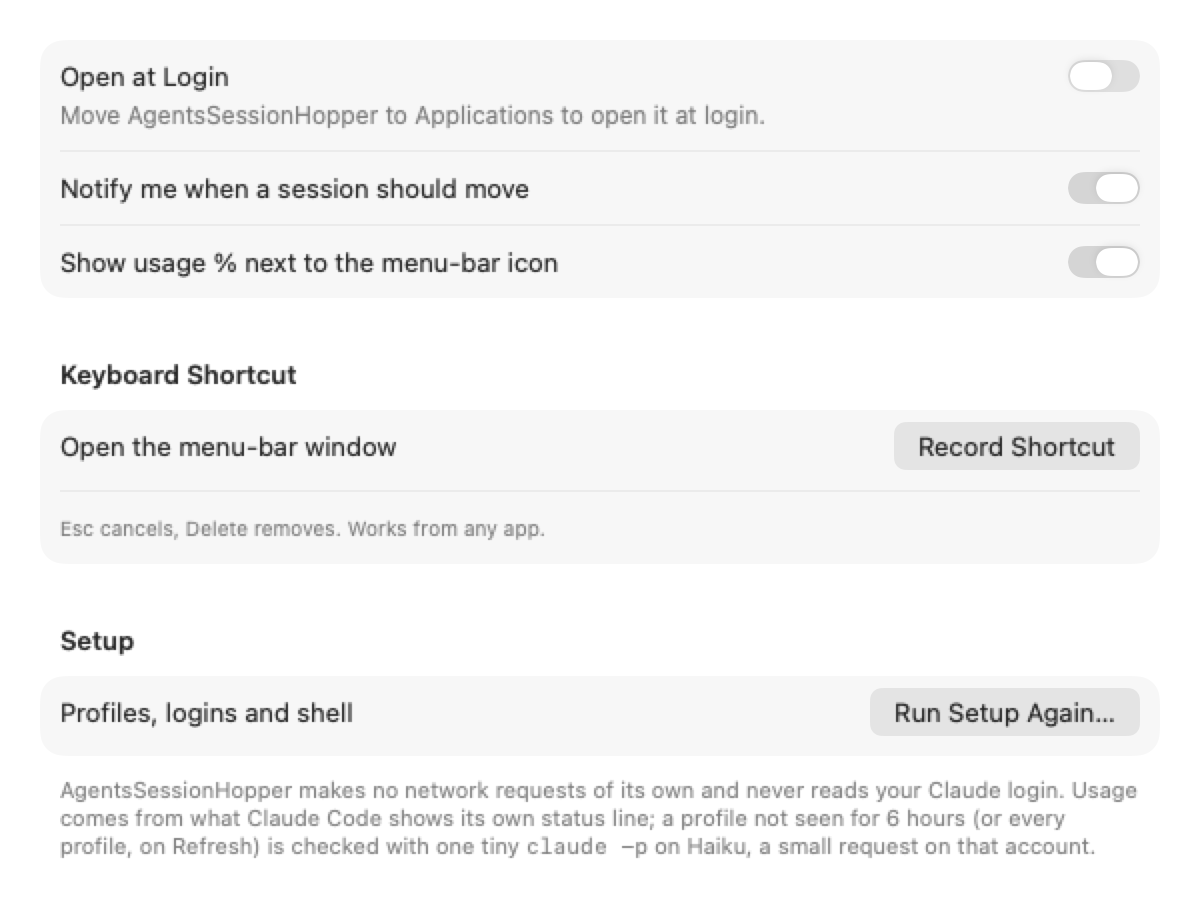 Open at Login
Move AgentsSessionHopper to Applications to open it at login.
Notify me when a session should move
Show usage % next to the menu-bar icon
Keyboard Shortcut
Open the menu-bar window
Record Shortcut
Esc cancels, Delete removes. Works from any app.
Setup
Profiles, logins and shell
Run Setup Again...
AgentsSessionHopper makes no network requests of its own and never reads your Claude login. Usage
comes from what Claude Code shows its own status line; a profile not seen for 6 hours (or every
profile, on Refresh) is checked with one tiny claude -p on Haiku, a small request on that account.